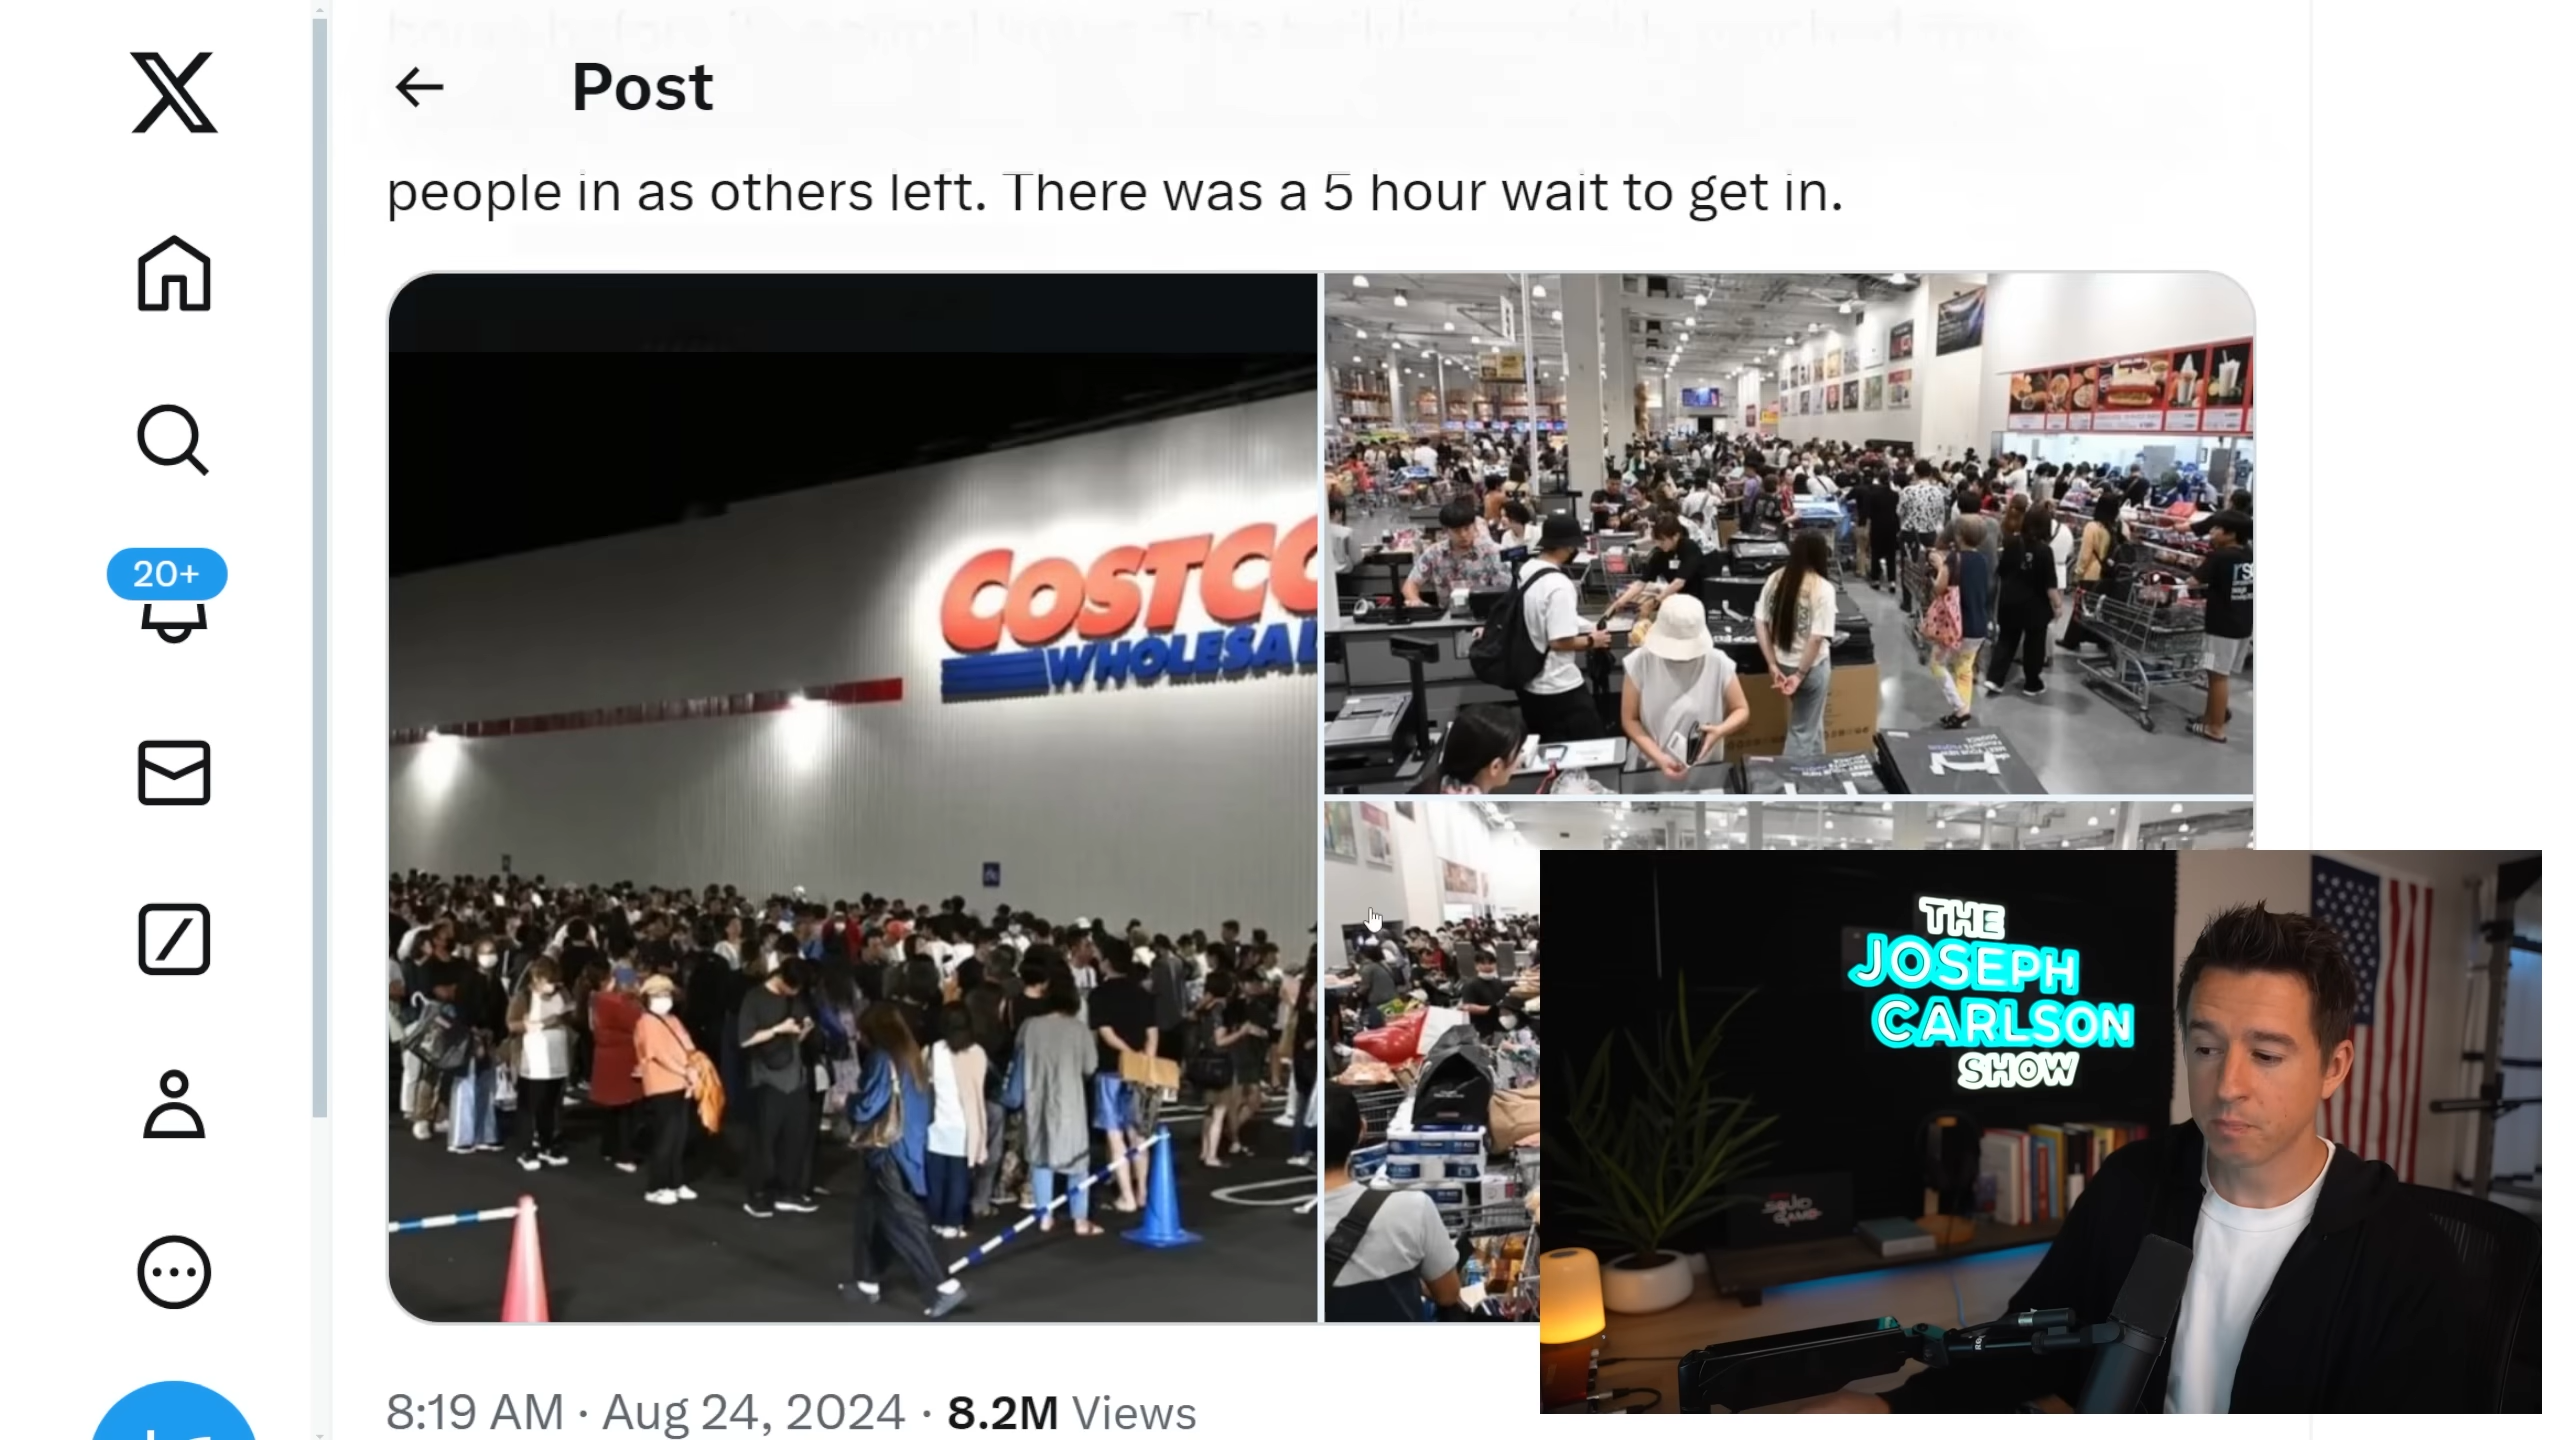 Post
people in as others left. There was a 5 hour wait to get in.
20+
COSTCO
WHOLESAL
THE
JOSEPH
CARLSON
SHOW
8:19 AM · Aug 24, 2024 · 8.2M Views